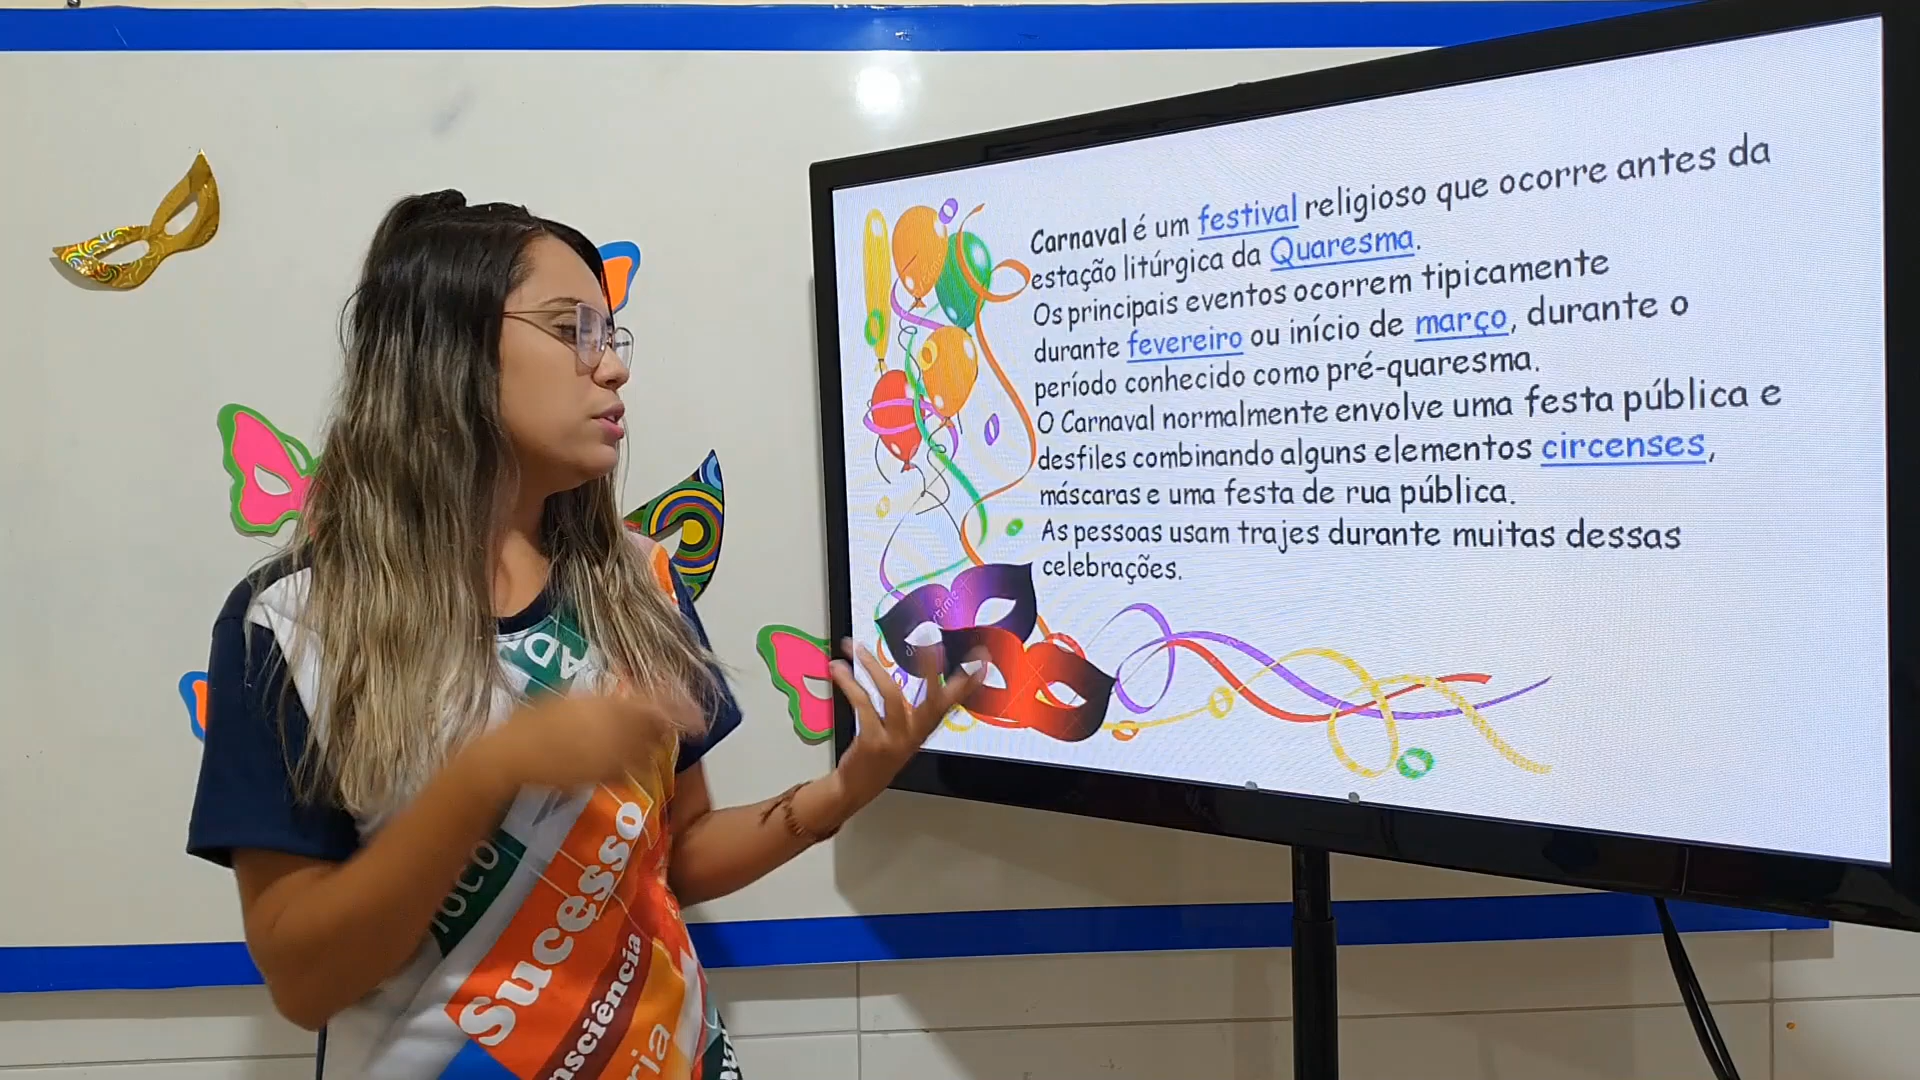 Carnaval é um festival religioso que ocorre antes da
estação litúrgica da Quaresma.
Os principais eventos ocorrem tipicamente
durante fevereiro ou início de março, durante o
período conhecido como pré-quaresma.
O Carnaval normalmente envolve uma festa pública e
desfiles combinando alguns elementos circenses,
máscaras e uma festa de rua pública.
As pessoas usam trajes durante muitas dessas
celebrações.
Sucesso